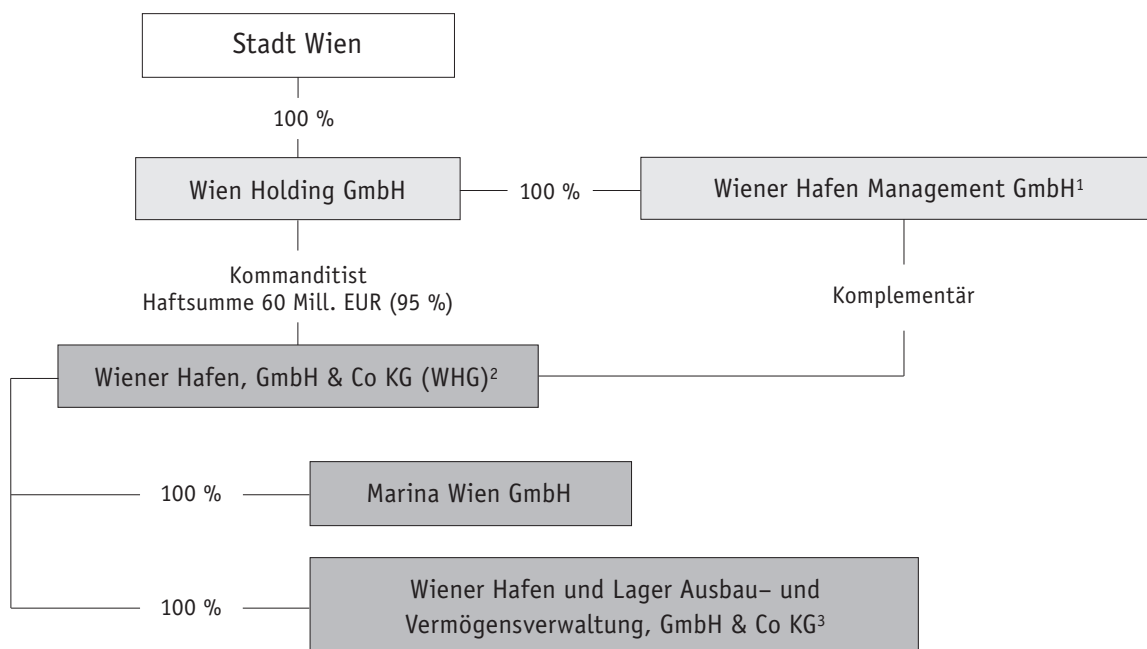 Stadt Wien
100 %
Wien Holding GmbH
100 %
Wiener Hafen Management GmbH¹
Kommanditist
Haftsumme 60 Mill. EUR (95 %)
Komplementär
Wiener Hafen, GmbH & Co KG (WHG)²
100 %
Marina Wien GmbH
100 %
Wiener Hafen und Lager Ausbau– und
Vermögensverwaltung, GmbH & Co KG³